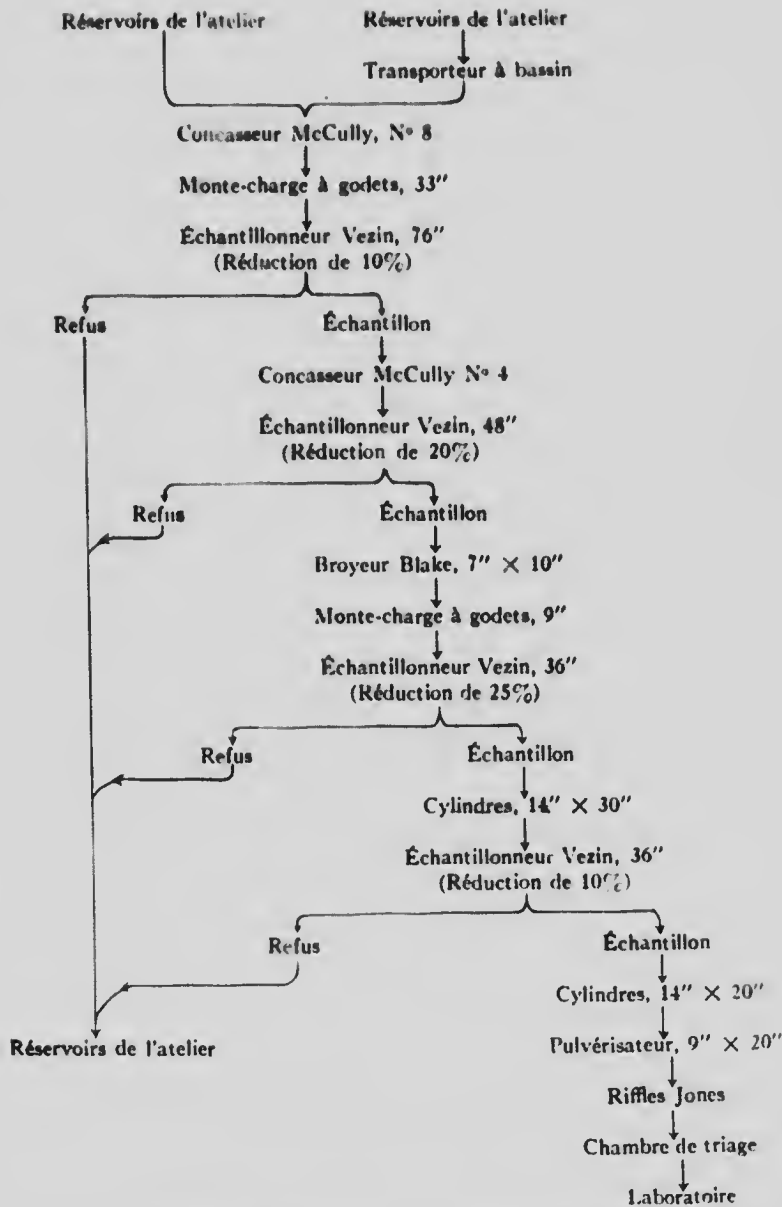 Réservoirs de l'atelier Réservoirs de l'atelier
Transporteur à bassin
Concasseur McCully, Nº 8
Monte-charge à godets, 33"
Échantillonneur Vezin, 76"
(Réduction de 10%)
Refus Échantillon
Concasseur McCully Nº 4
Échantillonneur Vezin, 48"
(Réduction de 20%)
Refus Échantillon
Broyeur Blake, 7" × 10"
Monte-charge à godets, 9"
Échantillonneur Vezin, 36"
(Réduction de 25%)
Refus Échantillon
Cylindres, 14" × 30"
Échantillonneur Vezin, 36"
(Réduction de 10%)
Refus Échantillon
Cylindres, 14" × 20"
Réservoirs de l'atelier Pulvérisateur, 9" × 20"
Riffles Jones
Chambre de triage
Laboratoire